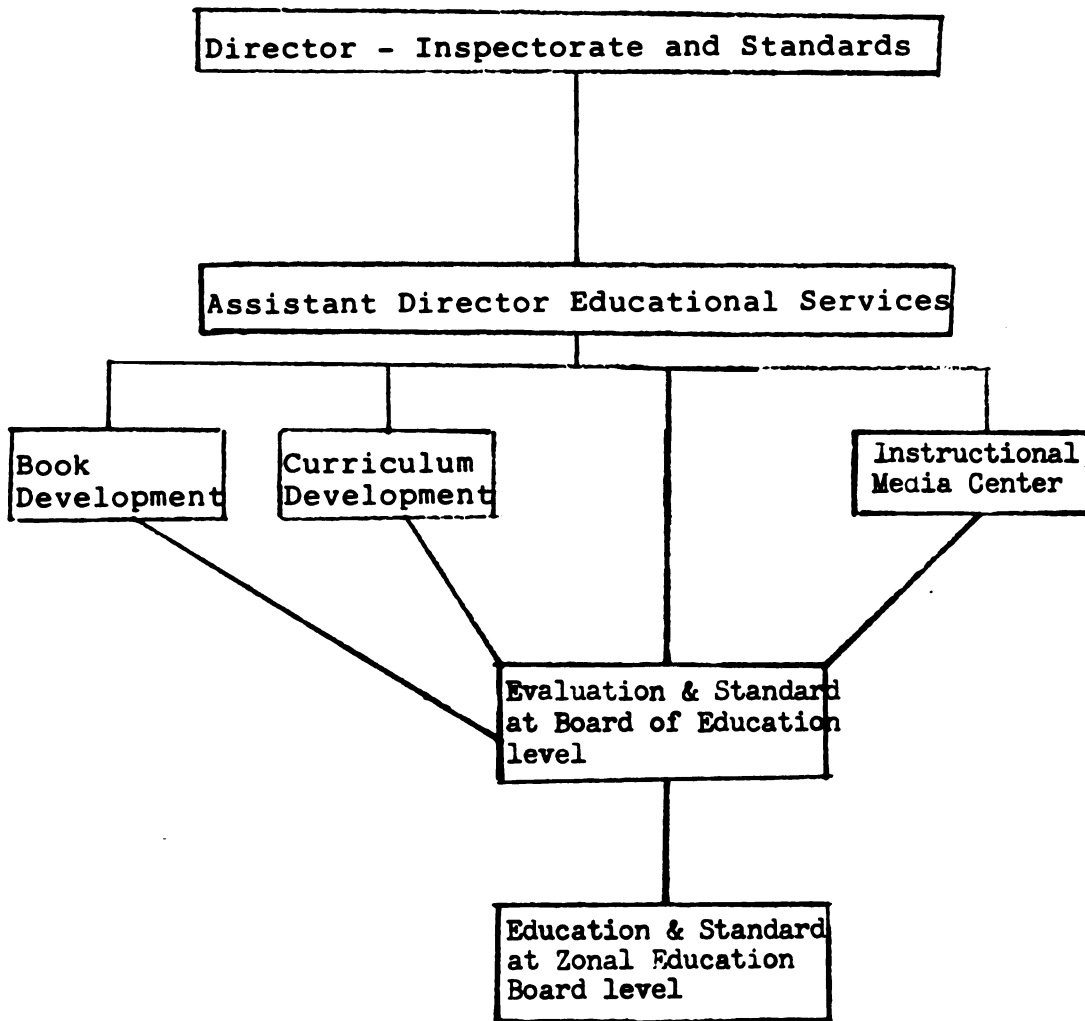 Director - Inspectorate and Standards
Assistant Director Educational Services
Book
Development
Curriculum
Development
Instructional
Media Center
Evaluation & Standard
at Board of Education
level
Education & Standard
at Zonal Education
Board level